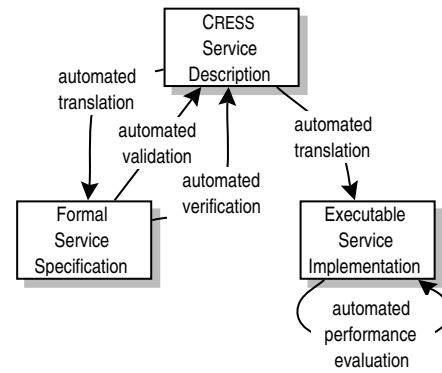 CRESS
Service
Description
automated
translation
automated
validation
automated
verification
automated
translation
Formal
Service
Specification
Executable
Service
Implementation
automated
performance
evaluation